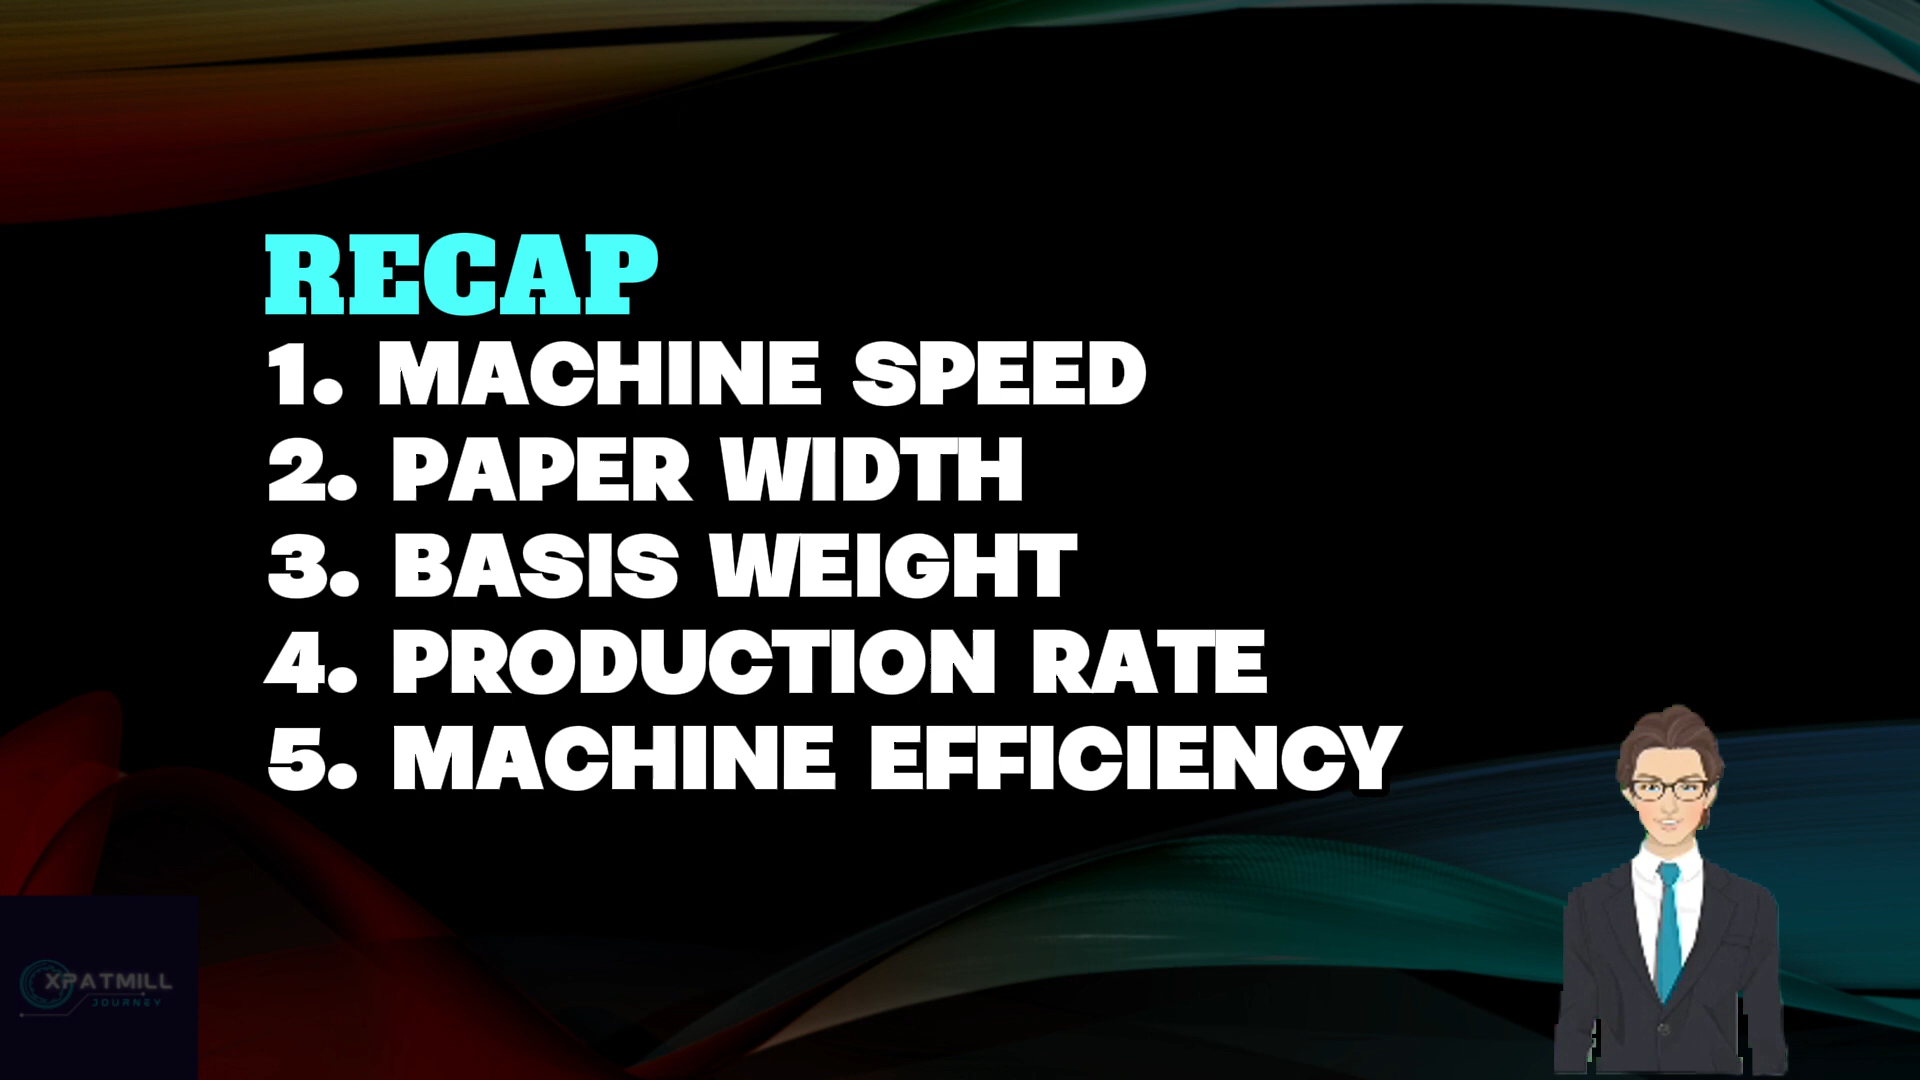 RECAP
1. MACHINE SPEED
2. PAPER WIDTH
3. BASIS WEIGHT
4. PRODUCTION RATE
5. MACHINE EFFICIENCY
XPATMILL
JOURNEY